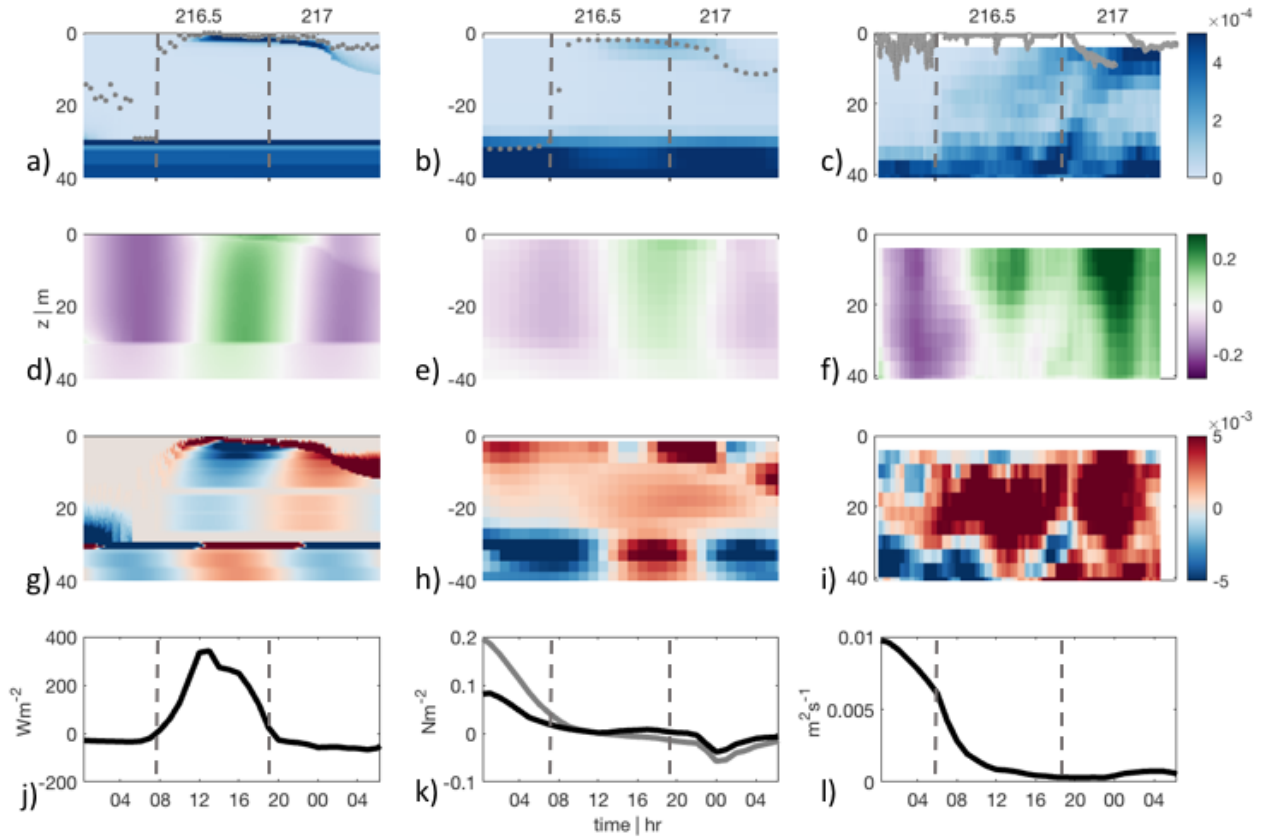 216.5 217 216.5 217 216.5 217
×10⁻⁴
0 0 0 4
20 -20 20 2
a) 40 b) -40 c) 40 0
0 0 0 0.2
z | m 20 -20 20 0
d) 40 e) -40 f) 40 -0.2
×10⁻³
0 0 0 5
20 -20 20 0
g) 40 h) -40 i) 40 -5
400 0.2 0.01
200 0.1
Wm⁻² Nm⁻² m²s⁻¹ 0.005
0 0
j) -200 k) -0.1 l) 0
04 08 12 16 20 00 04 04 08 12 16 20 00 04 04 08 12 16 20 00 04
time | hr